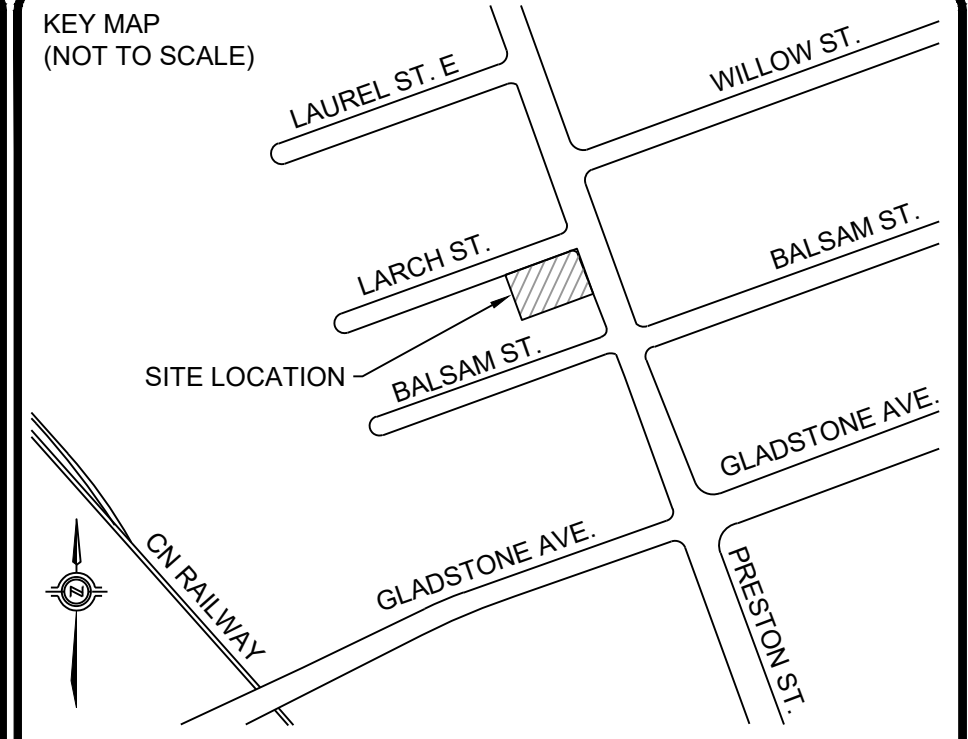 KEY MAP
(NOT TO SCALE)
LAUREL ST. E
WILLOW ST.
LARCH ST.
BALSAM ST.
SITE LOCATION
BALSAM ST.
GLADSTONE AVE.
CN RAILWAY
GLADSTONE AVE.
PRESTON ST.
N